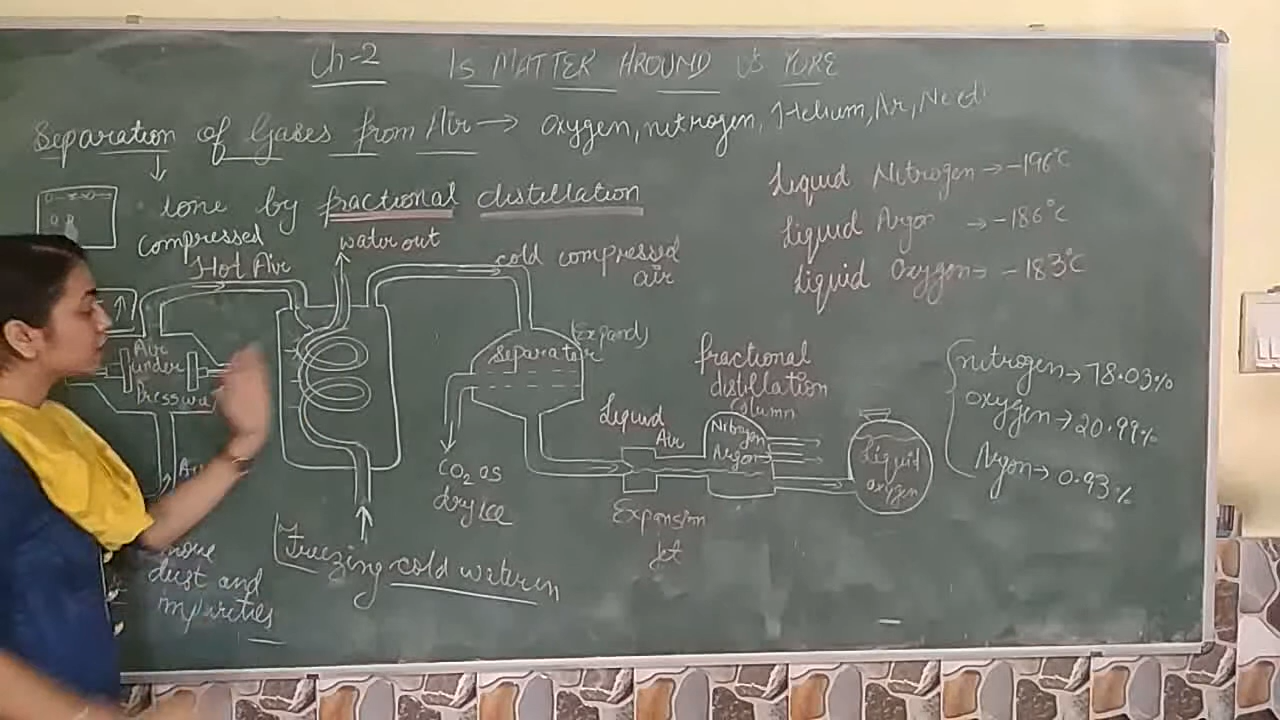 Ch-2 IS MATTER AROUND US PURE
Separation of Gases from Air → Oxygen, nitrogen, Helium, Ar, Ne
by fractional distillation
Compressed
Hot Air
water out
cold compressed
air
Liquid Nitrogen → -196°C
Liquid Argon → -186°C
Liquid Oxygen → -183°C
Air
under
Separator
(Expand)
fractional
distillation
column
Liquid
Air
Nitrogen
Argon
Liquid
oxygen
nitrogen → 78.03%
oxygen → 20.99%
Argon → 0.93%
CO₂ as
dry Ice
Expansion
Jet
Freezing cold water in
dust and
impurities